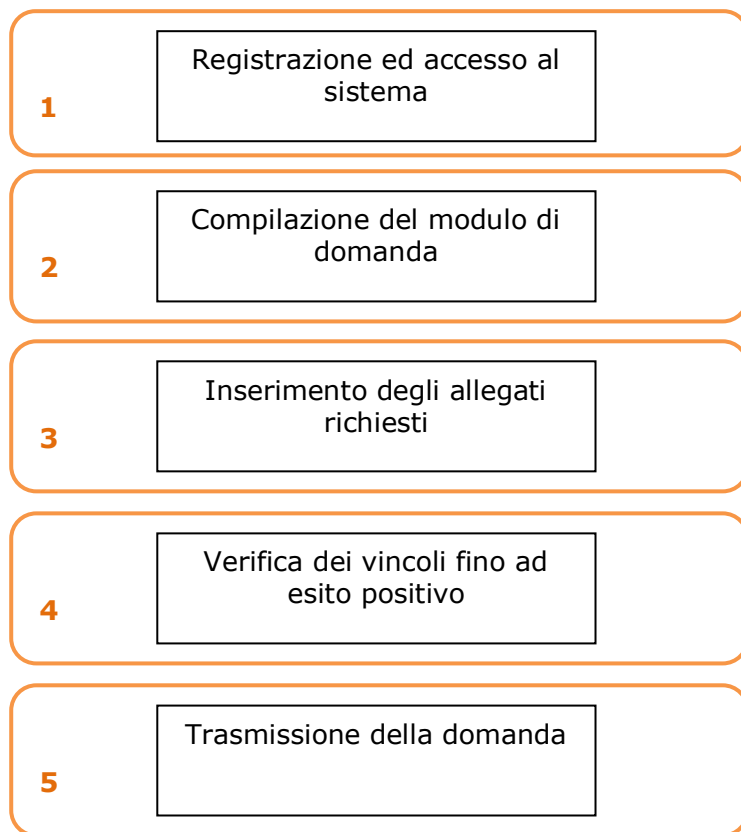 1
Registrazione ed accesso al
sistema
2
Compilazione del modulo di
domanda
3
Inserimento degli allegati
richiesti
4
Verifica dei vincoli fino ad
esito positivo
5
Trasmissione della domanda